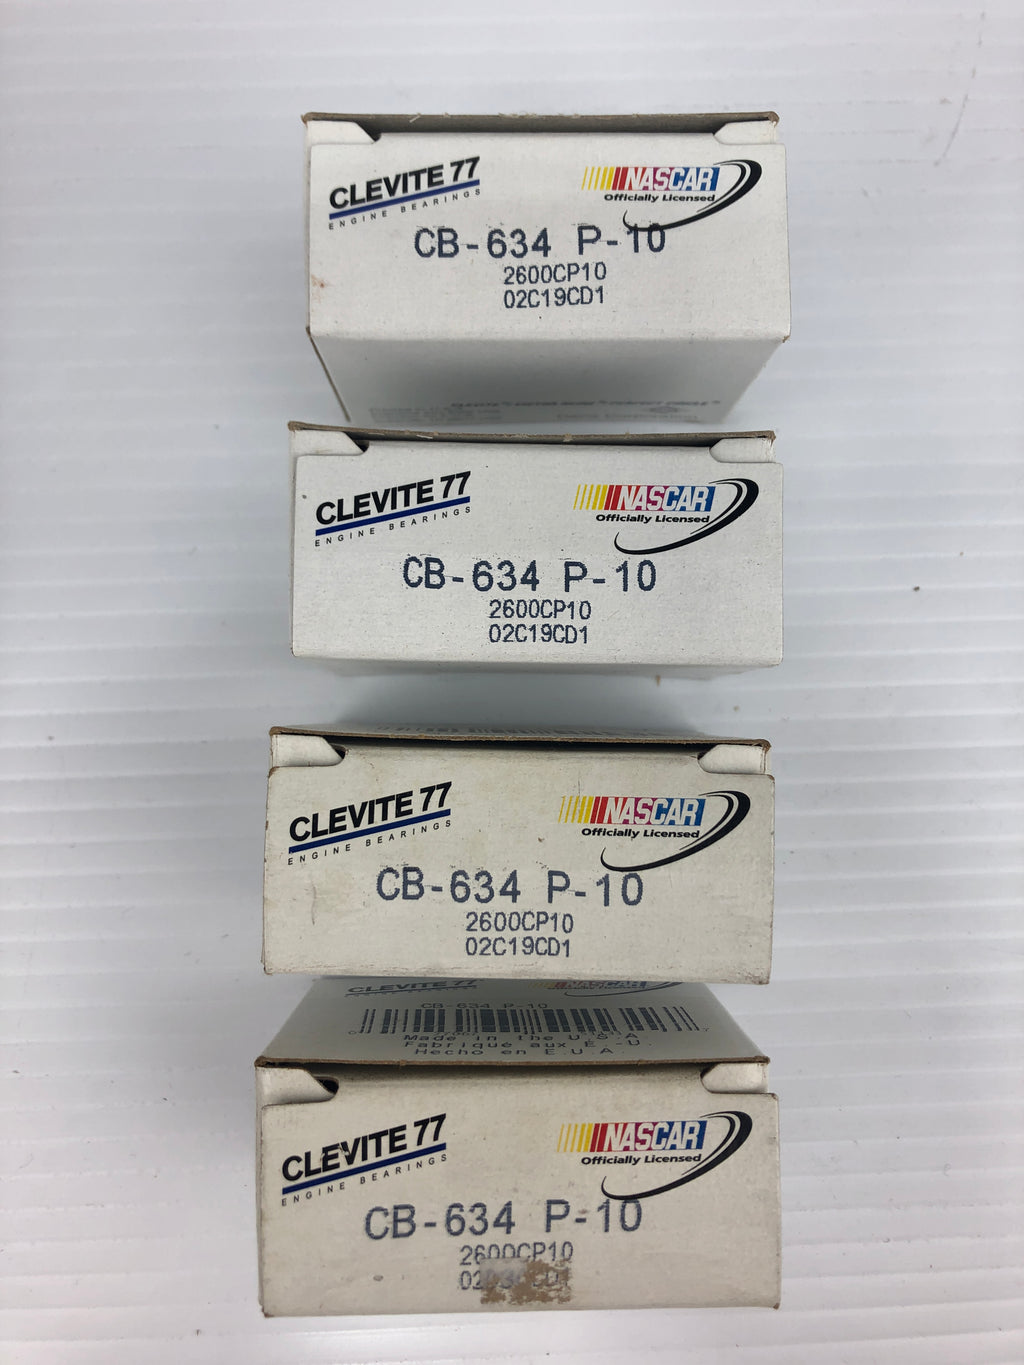 CLEVITE 77
ENGINE BEARINGS
NASCAR
Officially Licensed
CB-634 P-10
2600CP10
02C19CD1
CLEVITE 77
ENGINE BEARINGS
NASCAR
Officially Licensed
CB-634 P-10
2600CP10
02C19CD1
CLEVITE 77
ENGINE BEARINGS
NASCAR
Officially Licensed
CB-634 P-10
2600CP10
02C19CD1
CLEVITE 77
NASCAR
CB-634 P-10
Made in the U.S.A.
Fabriqué aux É.-U.
Hecho en E.U.A.
CLEVITE 77
ENGINE BEARINGS
NASCAR
Officially Licensed
CB-634 P-10
2600CP10